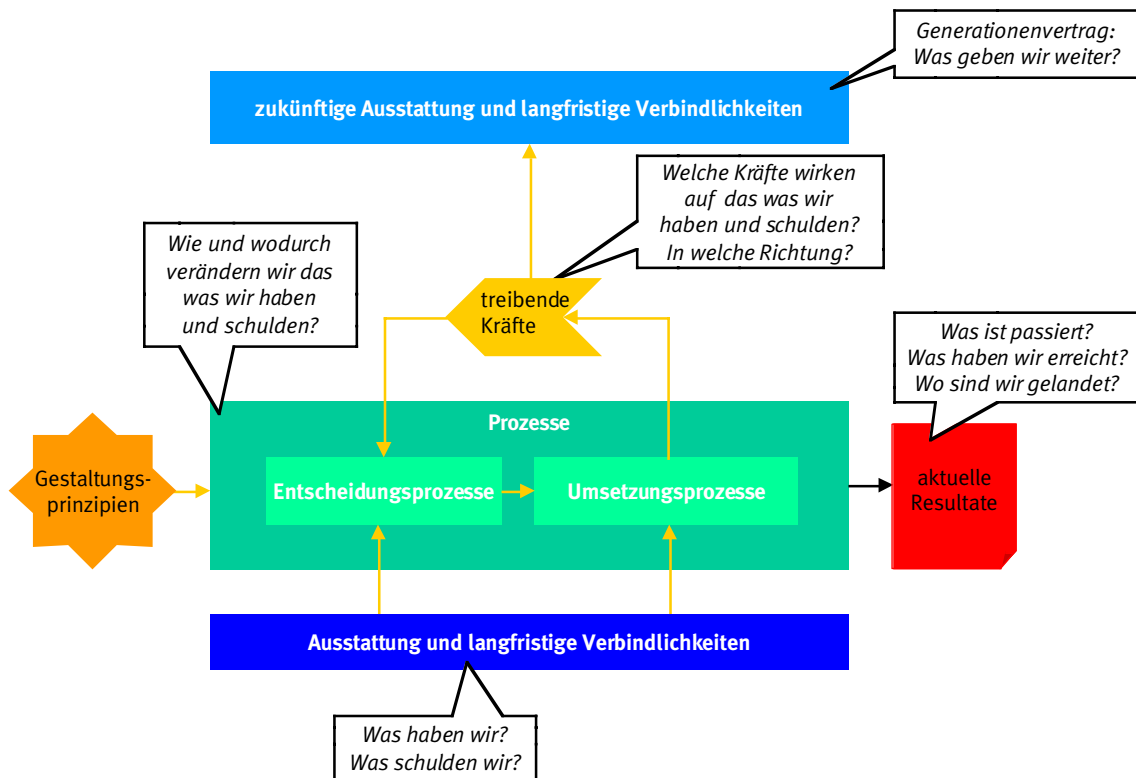 Generationenvertrag:
Was geben wir weiter?
zukünftige Ausstattung und langfristige Verbindlichkeiten
Welche Kräfte wirken
auf das was wir
haben und schulden?
In welche Richtung?
Wie und wodurch
verändern wir das
was wir haben
und schulden?
treibende
Kräfte
Was ist passiert?
Was haben wir erreicht?
Wo sind wir gelandet?
Prozesse
Gestaltungs-
prinzipien
Entscheidungsprozesse
Umsetzungsprozesse
aktuelle
Resultate
Ausstattung und langfristige Verbindlichkeiten
Was haben wir?
Was schulden wir?